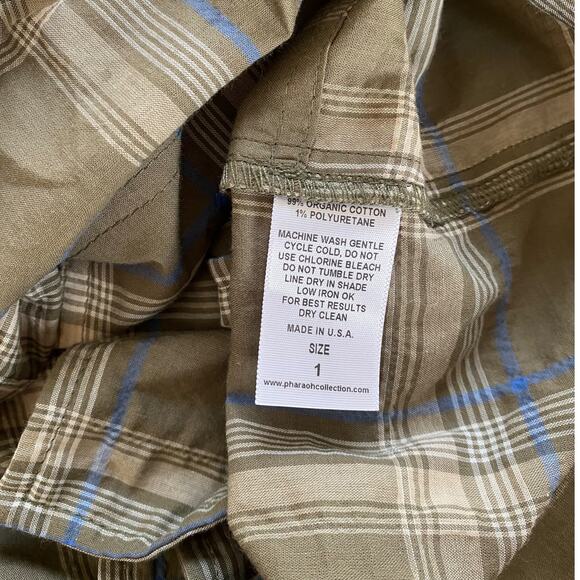 99% ORGANIC COTTON
1% POLYURETANE
MACHINE WASH GENTLE
CYCLE COLD, DO NOT
USE CHLORINE BLEACH
DO NOT TUMBLE DRY
LINE DRY IN SHADE
LOW IRON OK
FOR BEST RESULTS
DRY CLEAN
MADE IN U.S.A.
SIZE
1
www.pharaohcollection.com